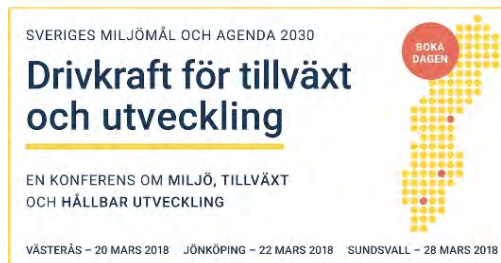 SVERIGES MILJÖMÅL OCH AGENDA 2030
BOKA
DAGEN
Drivkraft för tillväxt
och utveckling
EN KONFERENS OM MILJÖ, TILLVÄXT
OCH HÅLLBAR UTVECKLING
VÄSTERÅS – 20 MARS 2018 JÖNKÖPING – 22 MARS 2018 SUNDSVALL – 28 MARS 2018